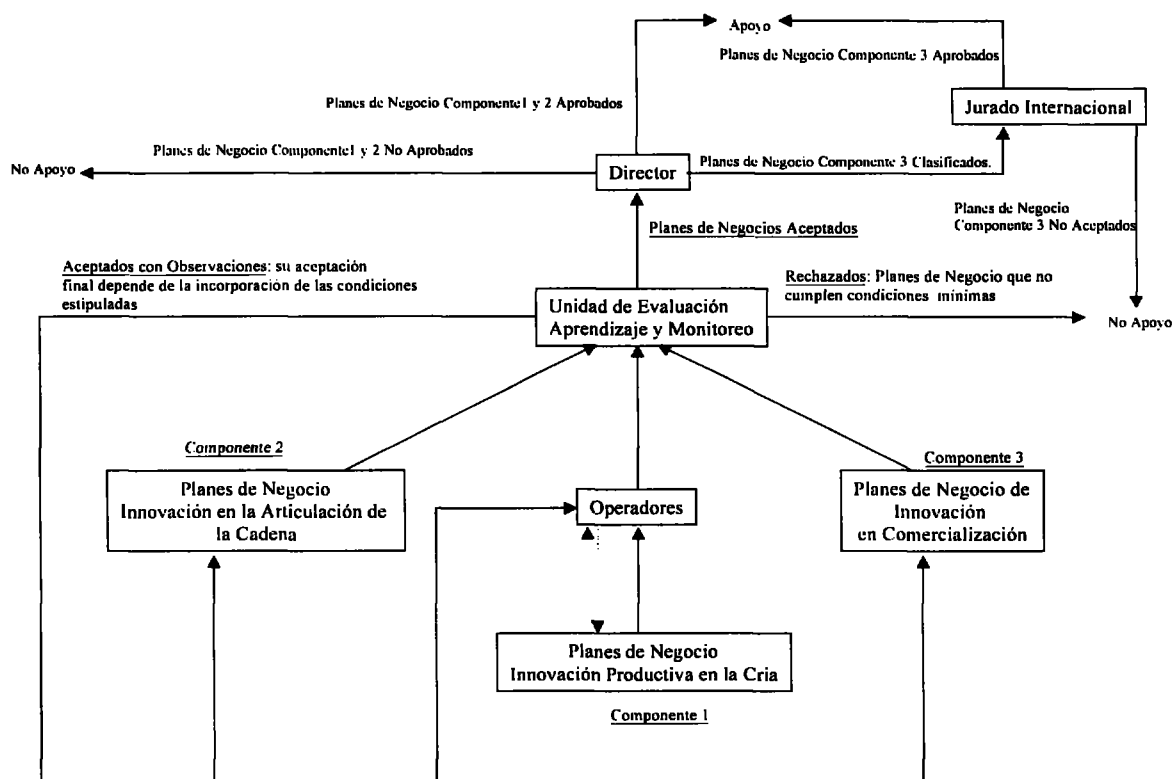 Apoyo
Planes de Negocio Componente 3 Aprobados
Planes de Negocio Componente1 y 2 Aprobados
Jurado Internacional
Planes de Negocio Componente1 y 2 No Aprobados
No Apoyo
Director
Planes de Negocio Componente 3 Clasificados.
Planes de Negocio
Componente 3 No Aceptados
Planes de Negocios Aceptados
Aceptados con Observaciones: su aceptación
final depende de la incorporación de las condiciones
estipuladas
Rechazados: Planes de Negocio que no
cumplen condiciones mínimas
Unidad de Evaluación
Aprendizaje y Monitoreo
No Apoyo
Componente 2
Planes de Negocio
Innovación en la Articulación de
la Cadena
Operadores
Componente 3
Planes de Negocio de
Innovación
en Comercialización
Planes de Negocio
Innovación Productiva en la Cria
Componente 1